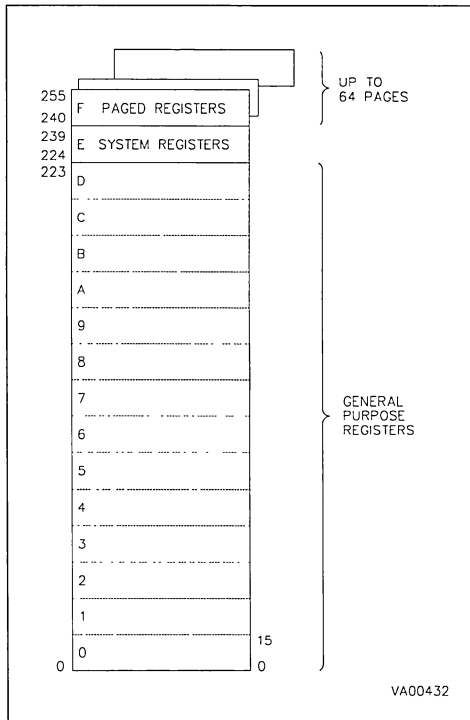 UP TO
64 PAGES
255
F PAGED REGISTERS
240
239
E SYSTEM REGISTERS
224
223
D
C
B
A
9
8
7
GENERAL
PURPOSE
REGISTERS
6
5
4
3
2
1
15
0
0
0
VA00432